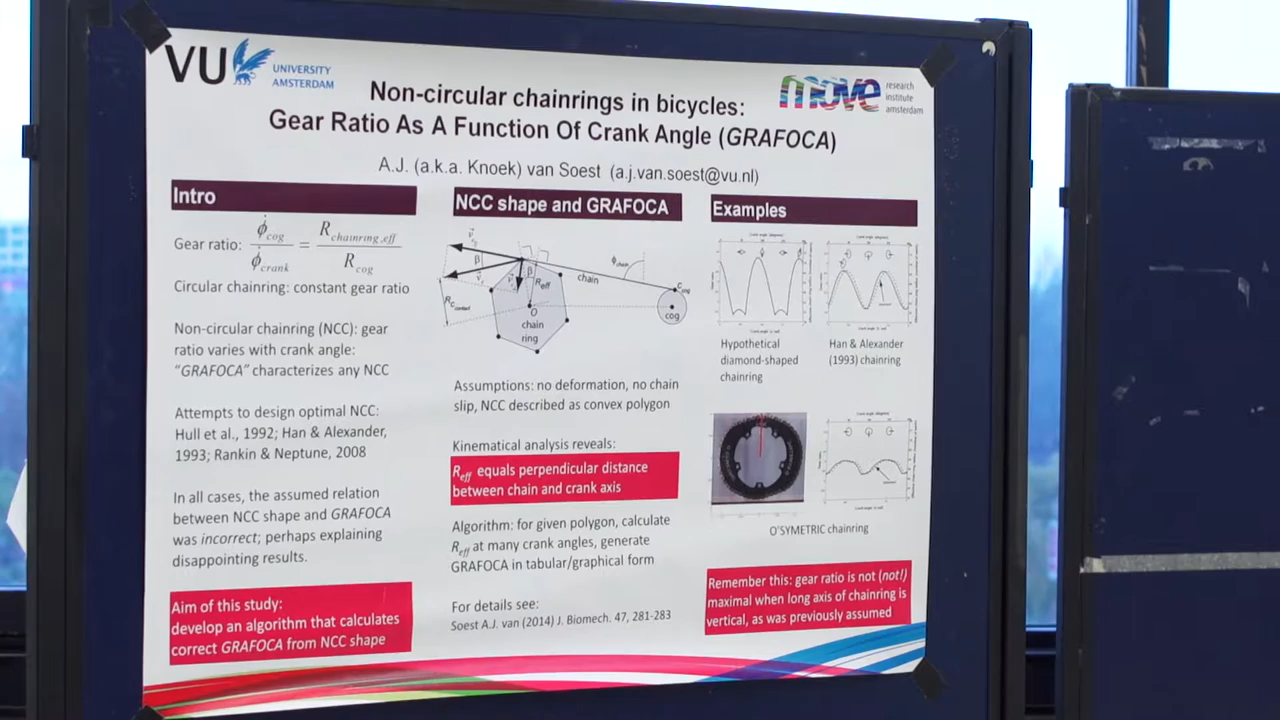 VU UNIVERSITY
AMSTERDAM
move research
institute
amsterdam
Non-circular chainrings in bicycles:
Gear Ratio As A Function Of Crank Angle (GRAFOCA)
A.J. (a.k.a. Knoek) van Soest (a.j.van.soest@vu.nl)
Intro
Gear ratio: φ̇cog / φ̇crank = Rchainring,eff / Rcog
Circular chainring: constant gear ratio
Non-circular chainring (NCC): gear
ratio varies with crank angle:
“GRAFOCA” characterizes any NCC
Attempts to design optimal NCC:
Hull et al., 1992; Han & Alexander,
1993; Rankin & Neptune, 2008
In all cases, the assumed relation
between NCC shape and GRAFOCA
was incorrect; perhaps explaining
disappointing results.
Aim of this study:
develop an algorithm that calculates
correct GRAFOCA from NCC shape
NCC shape and GRAFOCA
β
β
Reff
φchain
chain
Ccog
cog
O
chain
ring
Rcontact
Assumptions: no deformation, no chain
slip, NCC described as convex polygon
Kinematical analysis reveals:
Reff equals perpendicular distance
between chain and crank axis
Algorithm: for given polygon, calculate
Reff at many crank angles, generate
GRAFOCA in tabular/graphical form
For details see:
Soest A.J. van (2014) J. Biomech. 47, 281-283
Examples
Hypothetical
diamond-shaped
chainring
Han & Alexander
(1993) chainring
O'SYMETRIC chainring
Remember this: gear ratio is not (not!)
maximal when long axis of chainring is
vertical, as was previously assumed